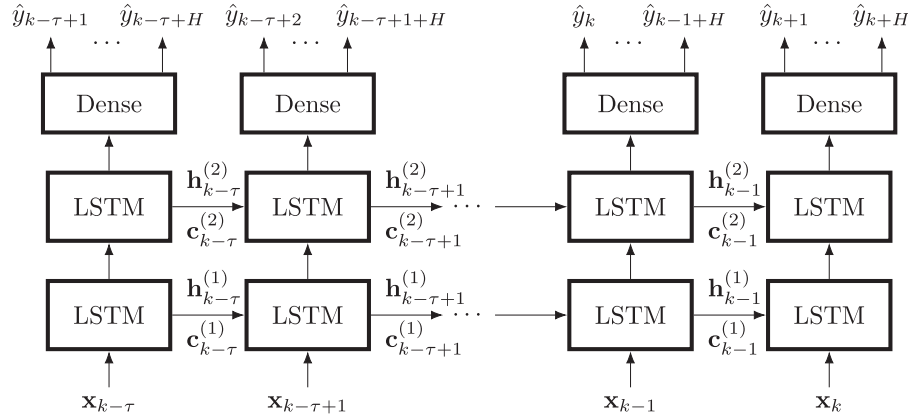 ŷ_{k−τ+1} ··· ŷ_{k−τ+H} ŷ_{k−τ+2} ··· ŷ_{k−τ+1+H} ŷ_k ··· ŷ_{k−1+H} ŷ_{k+1} ··· ŷ_{k+H}
Dense Dense Dense Dense
h^{(2)}_{k−τ} h^{(2)}_{k−τ+1} h^{(2)}_{k−1}
LSTM LSTM ··· LSTM LSTM
c^{(2)}_{k−τ} c^{(2)}_{k−τ+1} c^{(2)}_{k−1}
h^{(1)}_{k−τ} h^{(1)}_{k−τ+1} h^{(1)}_{k−1}
LSTM LSTM ··· LSTM LSTM
c^{(1)}_{k−τ} c^{(1)}_{k−τ+1} c^{(1)}_{k−1}
x_{k−τ} x_{k−τ+1} x_{k−1} x_k